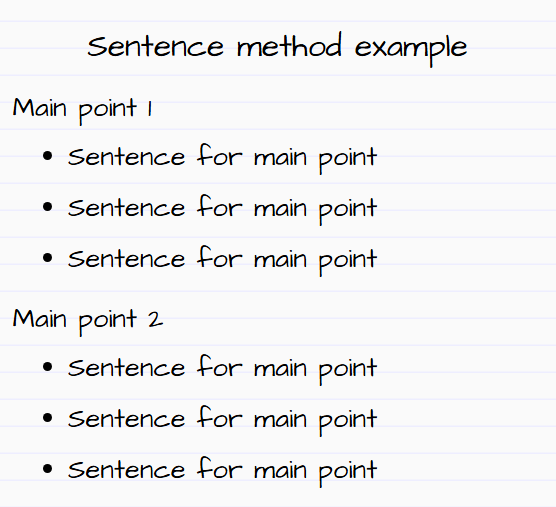 Sentence method example
Main point 1
• Sentence for main point
• Sentence for main point
• Sentence for main point
Main point 2
• Sentence for main point
• Sentence for main point
• Sentence for main point